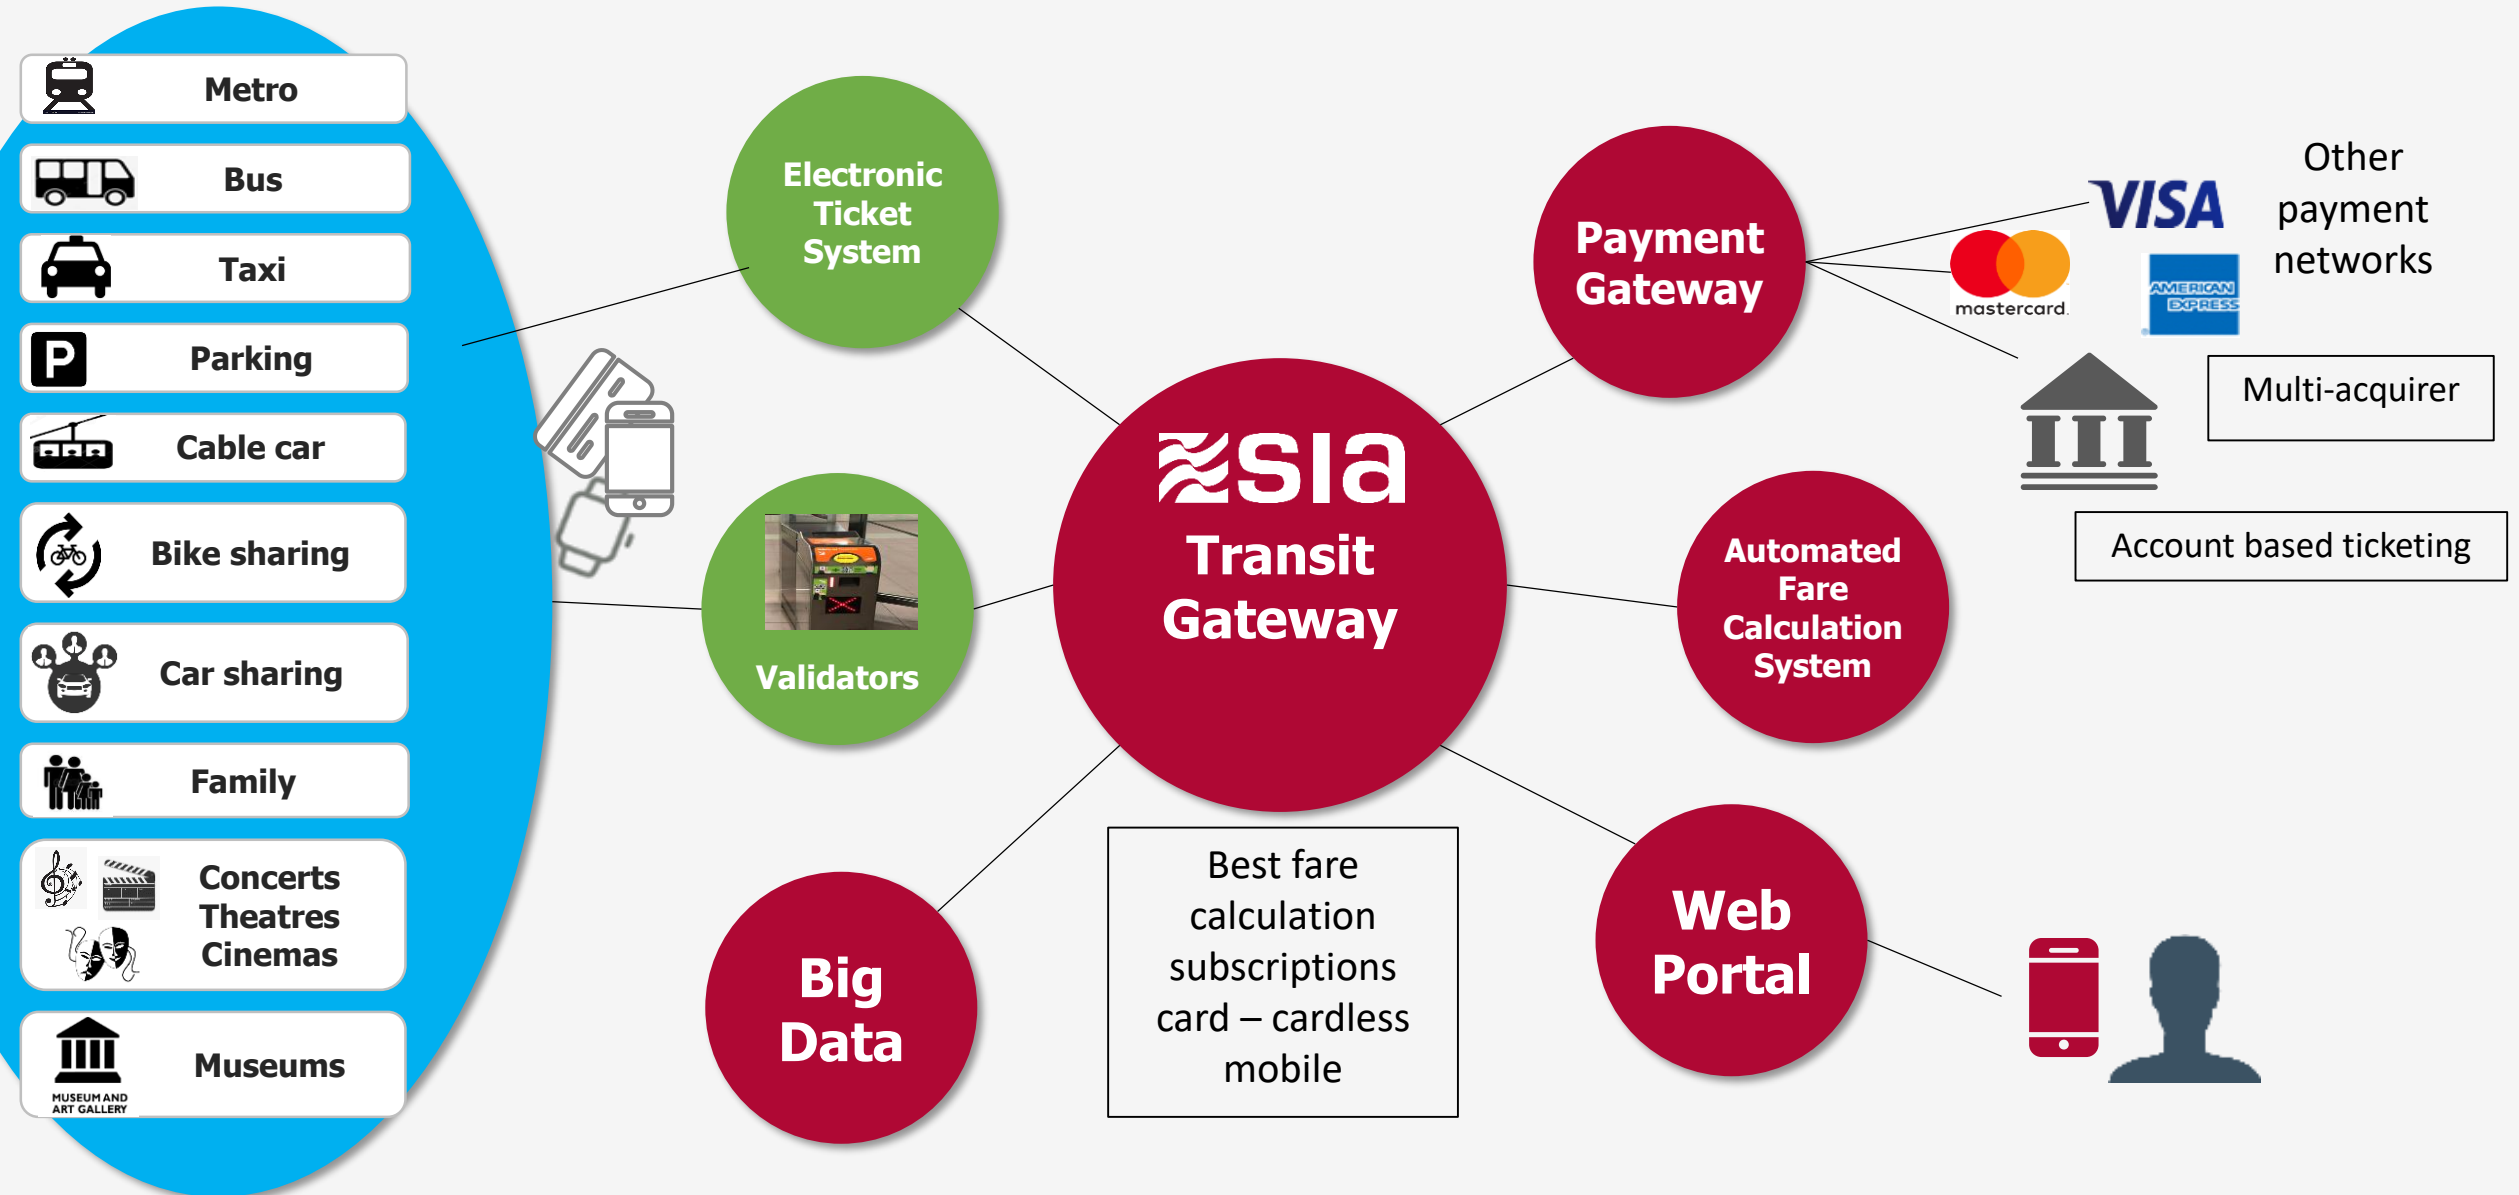 Metro
Bus
Taxi
P
Parking
Cable car
Bike sharing
Car sharing
Family
Concerts
Theatres
Cinemas
MUSEUM AND
ART GALLERY
Museums
Electronic
Ticket
System
Validators
Big
Data
sia
Transit
Gateway
Best fare
calculation
subscriptions
card – cardless
mobile
Payment
Gateway
VISA
mastercard.
AMERICAN
EXPRESS
Other
payment
networks
Multi-acquirer
Account based ticketing
Automated
Fare
Calculation
System
Web
Portal